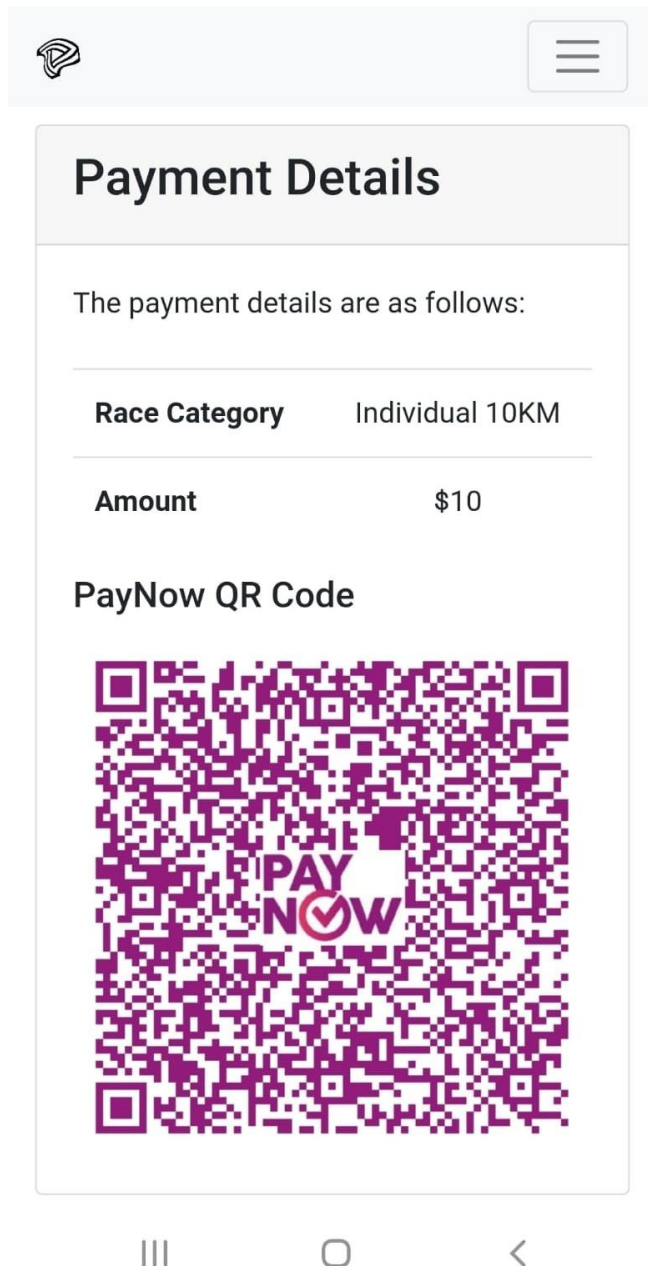 Payment Details
The payment details are as follows:
Race Category Individual 10KM
Amount $10
PayNow QR Code
PAY
NOW